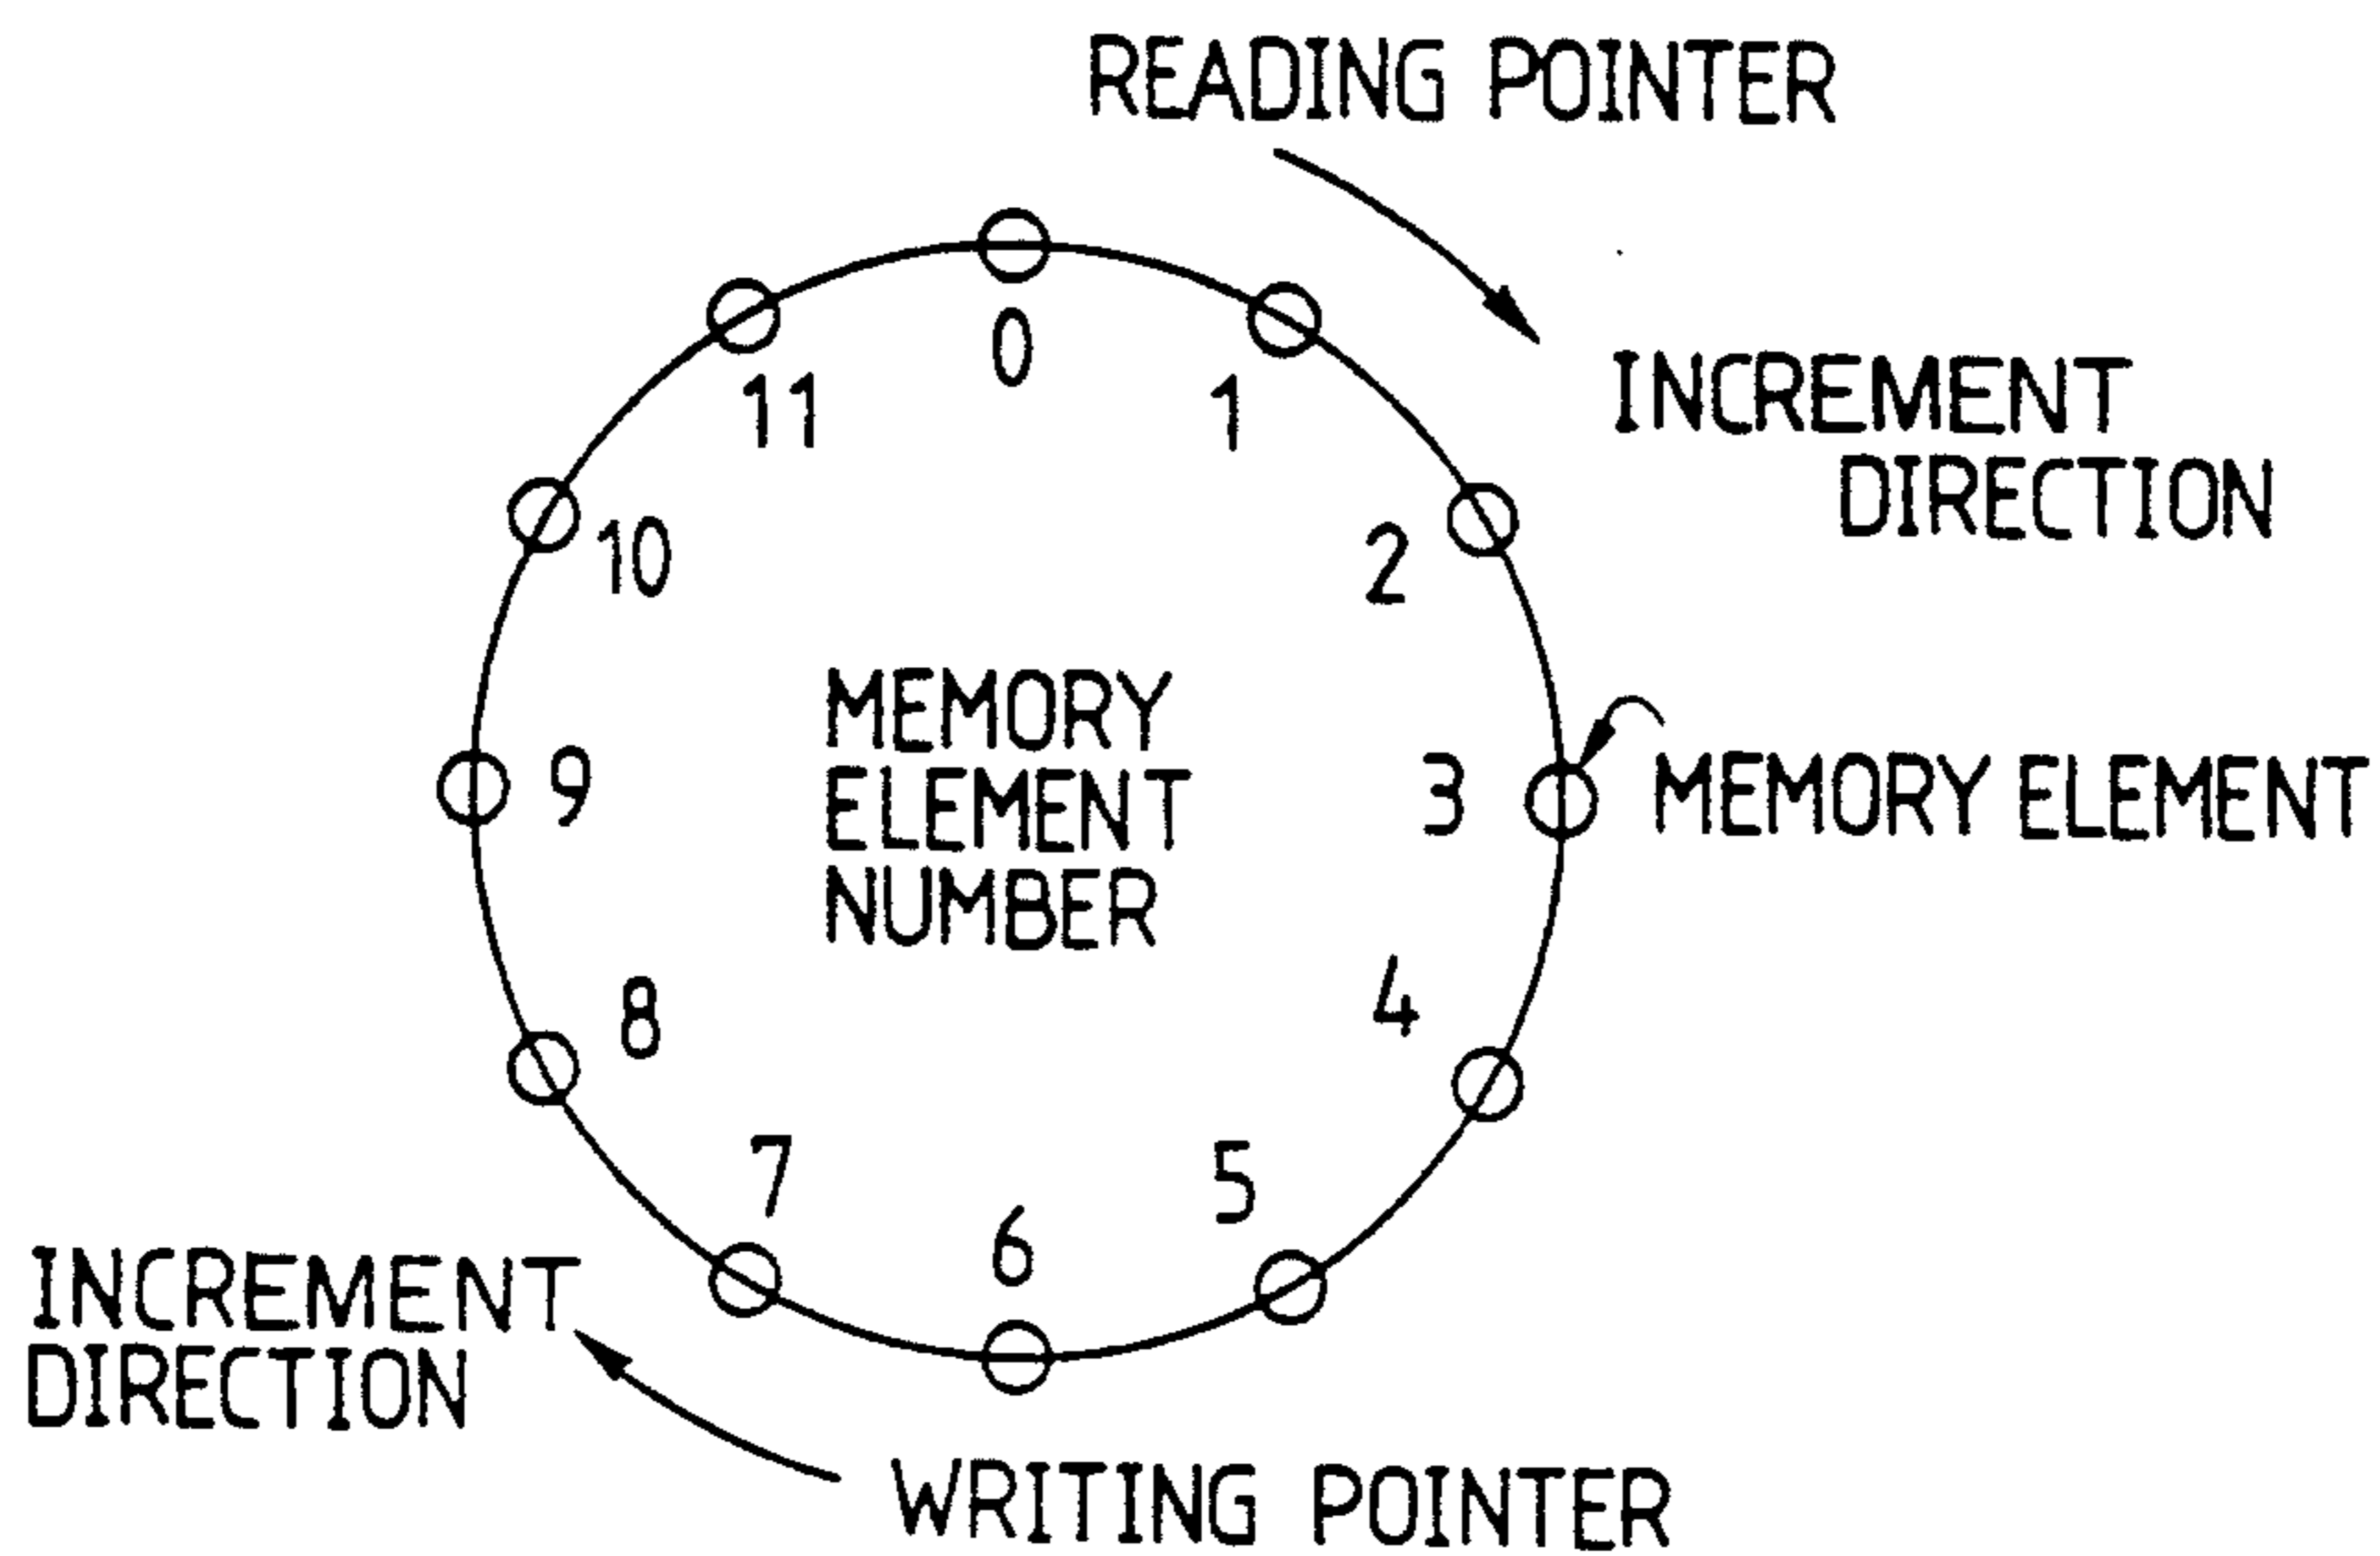 READING POINTER
INCREMENT
DIRECTION
0
11
1
10
2
MEMORY
ELEMENT
NUMBER
9
3
MEMORY ELEMENT
8
4
7
5
6
INCREMENT
DIRECTION
WRITING POINTER